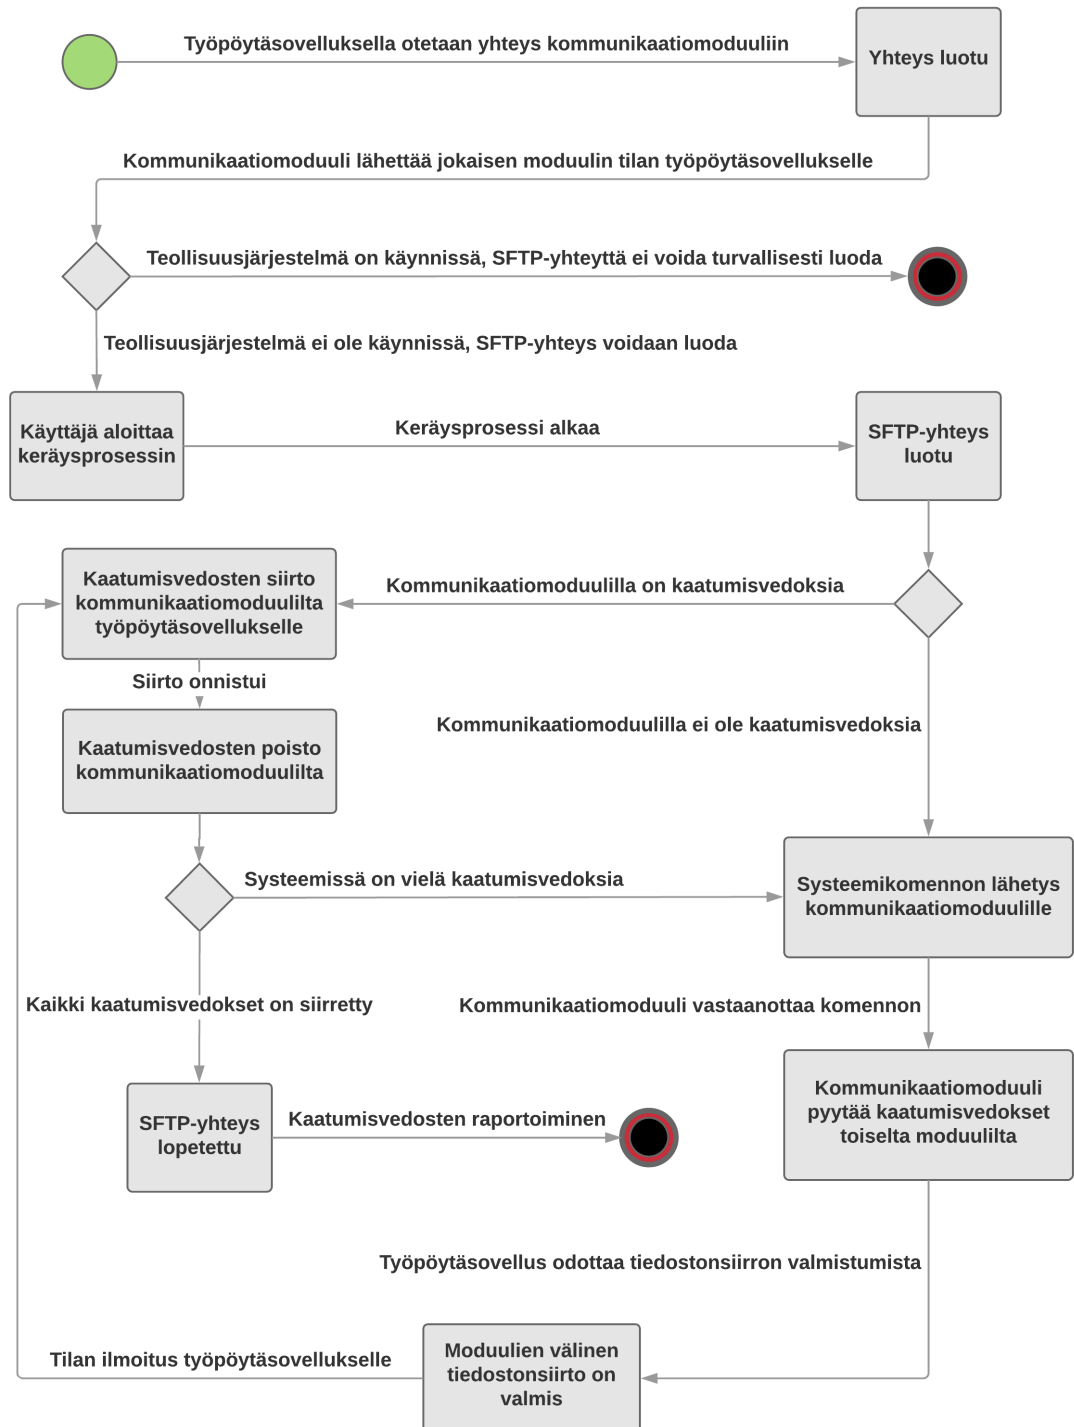 Työpöytäsovelluksella otetaan yhteys kommunikaatiomoduuliin
Yhteys luotu
Kommunikaatiomoduuli lähettää jokaisen moduulin tilan työpöytäsovellukselle
Teollisuusjärjestelmä on käynnissä, SFTP-yhteyttä ei voida turvallisesti luoda
Teollisuusjärjestelmä ei ole käynnissä, SFTP-yhteys voidaan luoda
Käyttäjä aloittaa
keräysprosessin
Keräysprosessi alkaa
SFTP-yhteys
luotu
Kaatumisvedosten siirto
kommunikaatiomoduulilta
työpöytäsovellukselle
Kommunikaatiomoduulilla on kaatumisvedoksia
Siirto onnistui
Kommunikaatiomoduulilla ei ole kaatumisvedoksia
Kaatumisvedosten poisto
kommunikaatiomoduulilta
Systeemissä on vielä kaatumisvedoksia
Systeemikomennon lähetys
kommunikaatiomoduulille
Kaikki kaatumisvedokset on siirretty
Kommunikaatiomoduuli vastaanottaa komennon
SFTP-yhteys
lopetettu
Kaatumisvedosten raportoiminen
Kommunikaatiomoduuli
pyytää kaatumisvedokset
toiselta moduulilta
Työpöytäsovellus odottaa tiedostonsiirron valmistumista
Tilan ilmoitus työpöytäsovellukselle
Moduulien välinen
tiedostonsiirto on
valmis